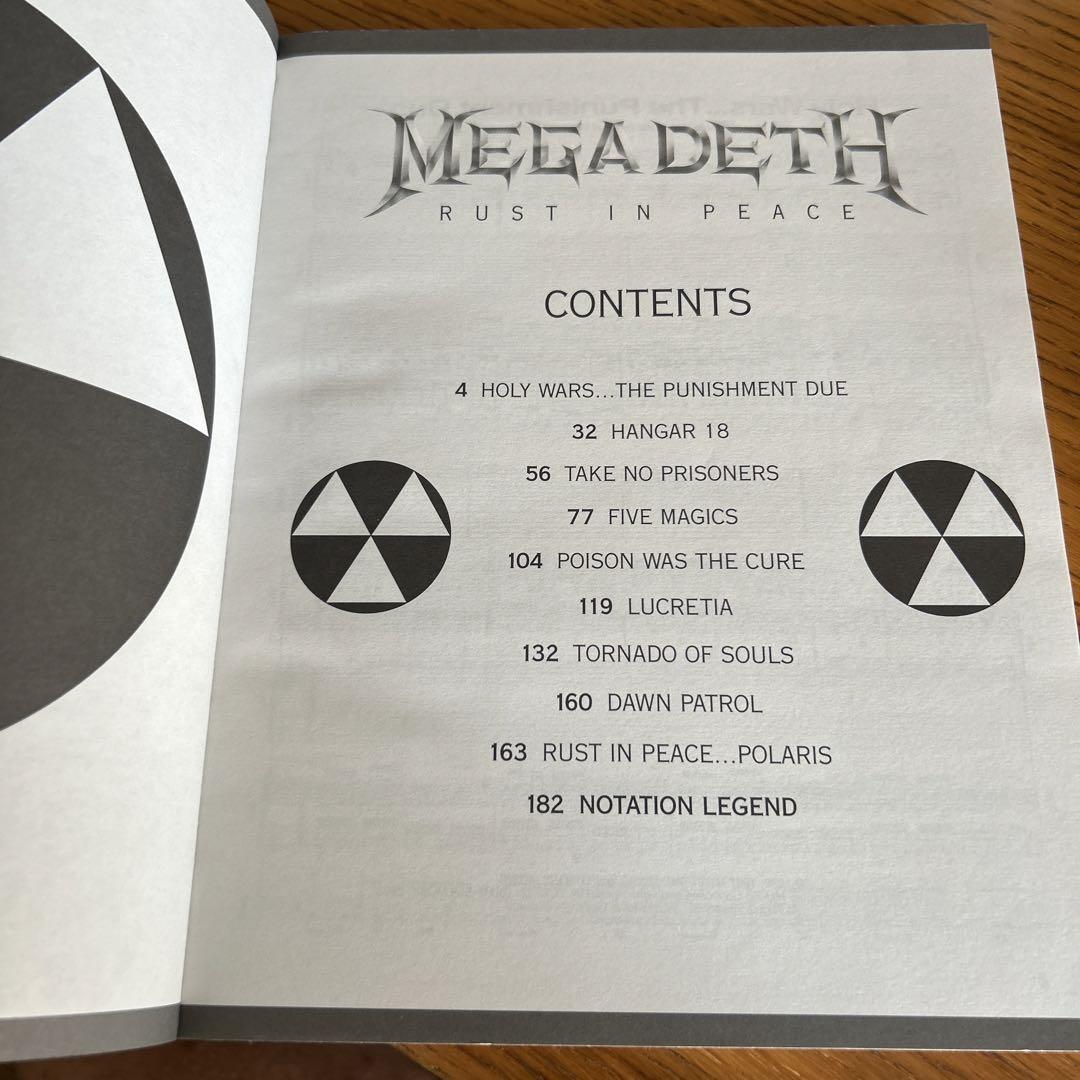 MEGADETH
RUST IN PEACE
CONTENTS
4 HOLY WARS...THE PUNISHMENT DUE
32 HANGAR 18
56 TAKE NO PRISONERS
77 FIVE MAGICS
104 POISON WAS THE CURE
119 LUCRETIA
132 TORNADO OF SOULS
160 DAWN PATROL
163 RUST IN PEACE...POLARIS
182 NOTATION LEGEND